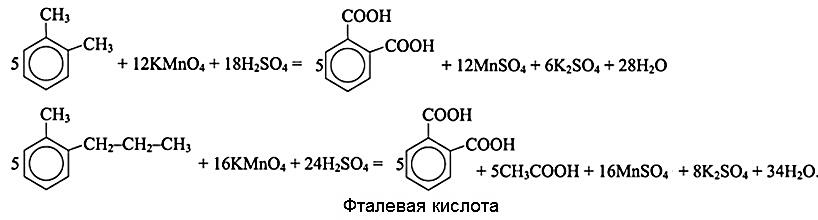 CH₃
CH₃
5 + 12KMnO₄ + 18H₂SO₄ = 5
COOH
COOH
+ 12MnSO₄ + 6K₂SO₄ + 28H₂O
CH₃
CH₂–CH₂–CH₃
5 + 16KMnO₄ + 24H₂SO₄ = 5
COOH
COOH
+ 5CH₃COOH + 16MnSO₄ + 8K₂SO₄ + 34H₂O.
Фталевая кислота